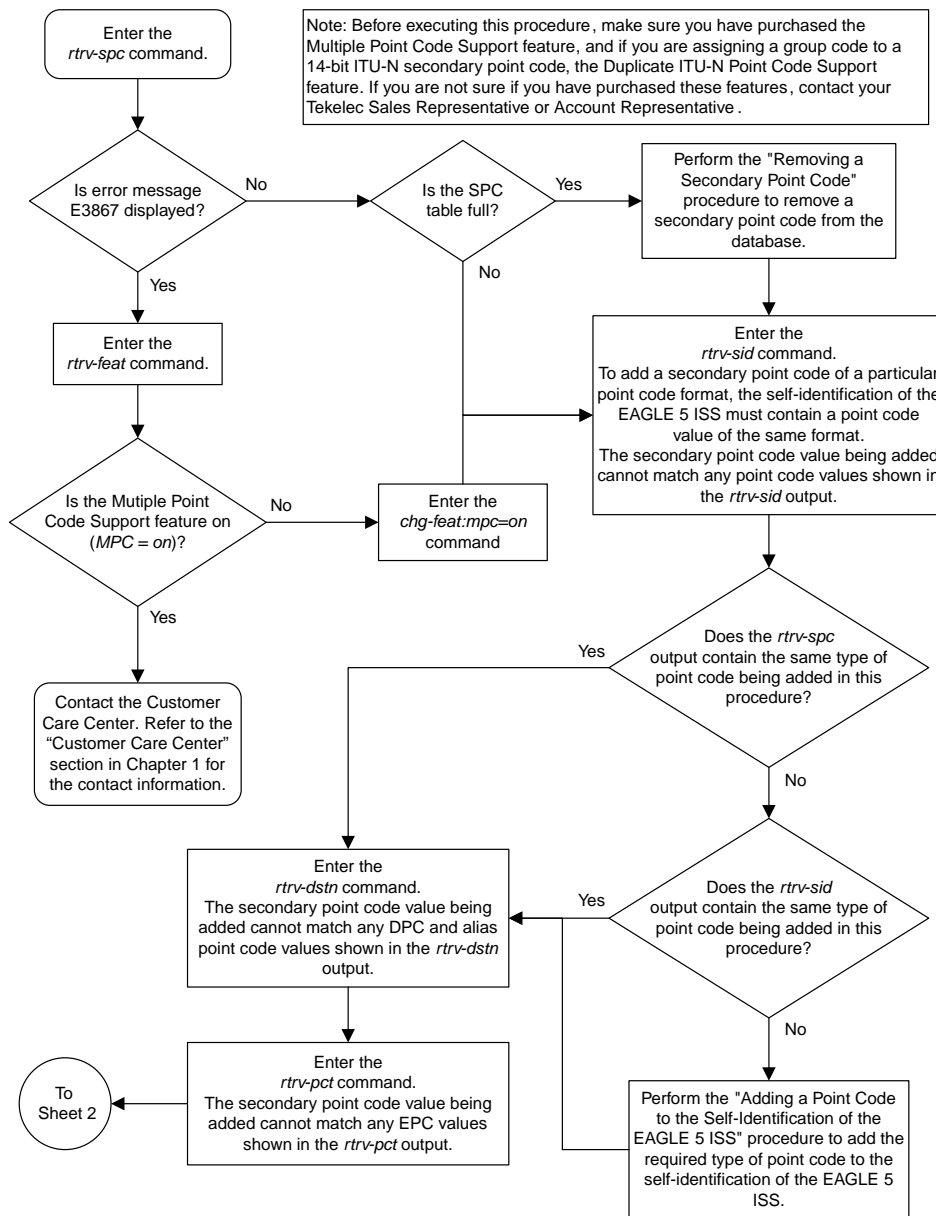 Enter the
rtrv-spc command.
Note: Before executing this procedure, make sure you have purchased the
Multiple Point Code Support feature, and if you are assigning a group code to a
14-bit ITU-N secondary point code, the Duplicate ITU-N Point Code Support
feature. If you are not sure if you have purchased these features, contact your
Tekelec Sales Representative or Account Representative.
Is error message
E3867 displayed?
No
Yes
Is the SPC
table full?
Yes
No
Perform the "Removing a
Secondary Point Code"
procedure to remove a
secondary point code from the
database.
Enter the
rtrv-feat command.
Enter the
rtrv-sid command.
To add a secondary point code of a particular
point code format, the self-identification of the
EAGLE 5 ISS must contain a point code
value of the same format.
The secondary point code value being added
cannot match any point code values shown in
the rtrv-sid output.
Is the Mutiple Point
Code Support feature on
(MPC = on)?
No
Yes
Enter the
chg-feat:mpc=on
command
Contact the Customer
Care Center. Refer to the
“Customer Care Center”
section in Chapter 1 for
the contact information.
Does the rtrv-spc
output contain the same type of
point code being added in this
procedure?
Yes
No
Does the rtrv-sid
output contain the same type of
point code being added in this
procedure?
Yes
No
Enter the
rtrv-dstn command.
The secondary point code value being
added cannot match any DPC and alias
point code values shown in the rtrv-dstn
output.
Enter the
rtrv-pct command.
The secondary point code value being
added cannot match any EPC values
shown in the rtrv-pct output.
To
Sheet 2
Perform the "Adding a Point Code
to the Self-Identification of the
EAGLE 5 ISS" procedure to add the
required type of point code to the
self-identification of the EAGLE 5
ISS.